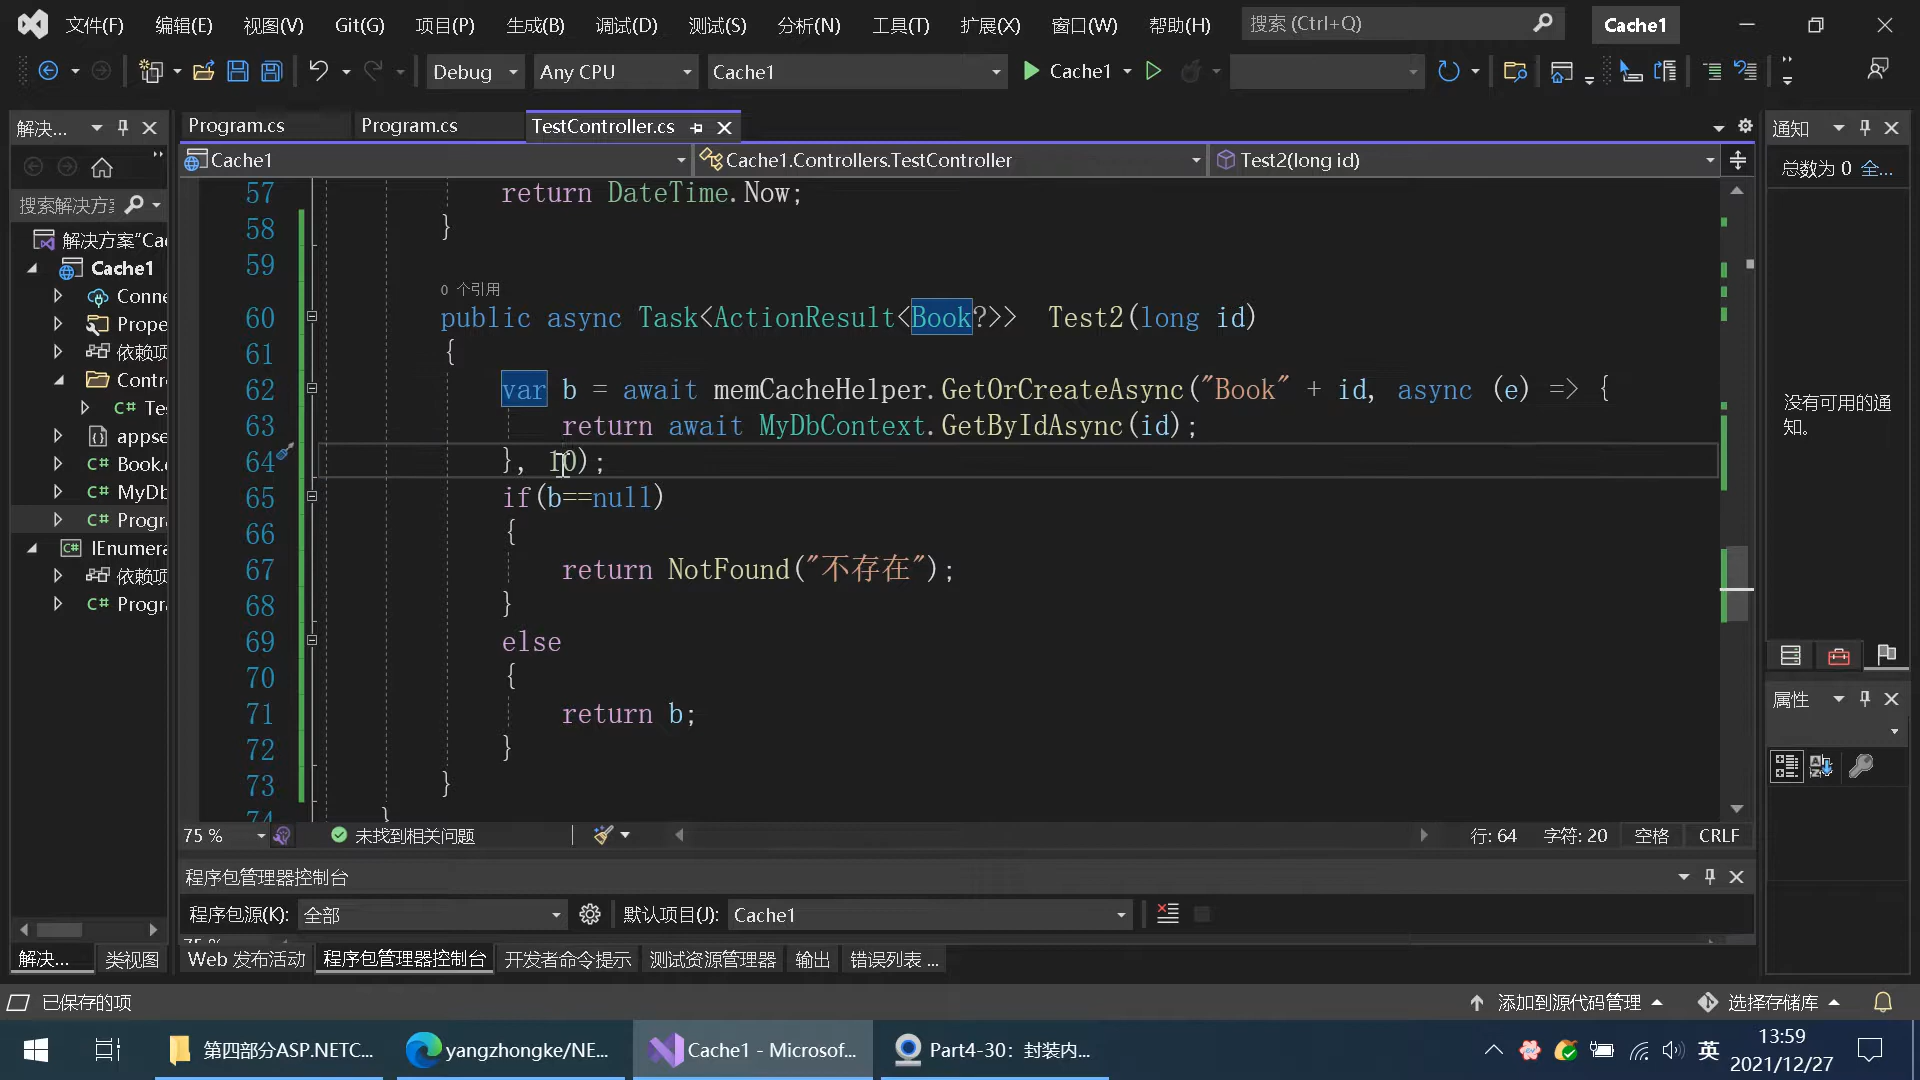 文件(F) 编辑(E) 视图(V) Git(G) 项目(P) 生成(B) 调试(D) 测试(S) 分析(N) 工具(T) 扩展(X) 窗口(W) 帮助(H) 搜索 (Ctrl+Q) Cache1
Debug Any CPU Cache1 Cache1
解决... Program.cs Program.cs TestController.cs 通知
Cache1 Cache1.Controllers.TestController Test2(long id)
总数为 0 全...
搜索解决方
解决方案"Ca
Cache1
Conne
Prope
依赖项
Contr
Te
appse
Book.
MyDb
Progra
IEnumera
依赖项
Progra
57 return DateTime.Now;
58 }
59
0 个引用
60 public async Task<ActionResult<Book?>> Test2(long id)
61 {
62 var b = await memCacheHelper.GetOrCreateAsync("Book" + id, async (e) => {
63 return await MyDbContext.GetByIdAsync(id);
64 }, 10);
65 if(b==null)
66 {
67 return NotFound("不存在");
68 }
69 else
70 {
71 return b;
72 }
73 }
74 }
没有可用的通
知。
属性
75 % 未找到相关问题 行: 64 字符: 20 空格 CRLF
程序包管理器控制台
程序包源(K): 全部 默认项目(J): Cache1
75 %
解决... 类视图 Web 发布活动 程序包管理器控制台 开发者命令提示 测试资源管理器 输出 错误列表 ...
已保存的项 添加到源代码管理 选择存储库
第四部分ASP.NETC... yangzhongke/NE... Cache1 - Microsof... Part4-30：封装内... 英 13:59
2021/12/27